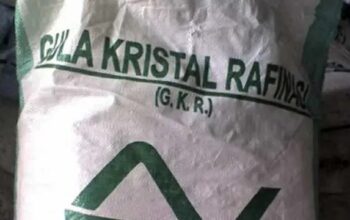 GULA KRISTAL RAFINASI
(G.K.R.)